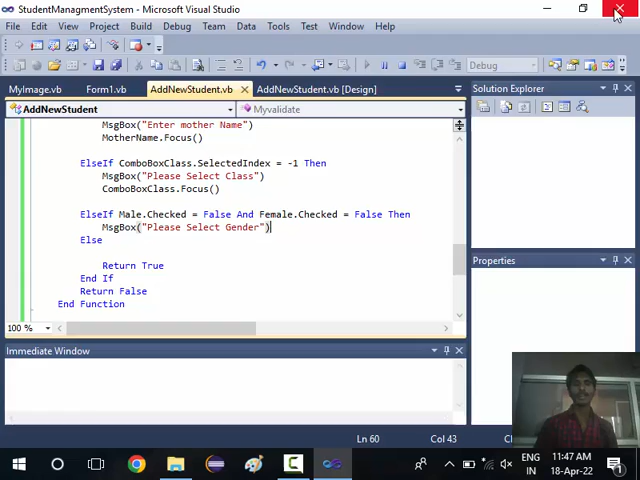 StudentManagmentSystem - Microsoft Visual Studio
File Edit View Project Build Debug Team Data Tools Test Window Help
Debug
MyImage.vb Form1.vb AddNewStudent.vb AddNewStudent.vb [Design] Solution Explorer
AddNewStudent Myvalidate
MsgBox("Enter mother Name")
MotherName.Focus()
ElseIf ComboBoxClass.SelectedIndex = -1 Then
MsgBox("Please Select Class")
ComboBoxClass.Focus()
ElseIf Male.Checked = False And Female.Checked = False Then
MsgBox("Please Select Gender")
Else
Return True
End If
Return False
End Function
Properties
100 %
Immediate Window
Ln 60 Col 43
ENG 11:47 AM
IN 18-Apr-22
1